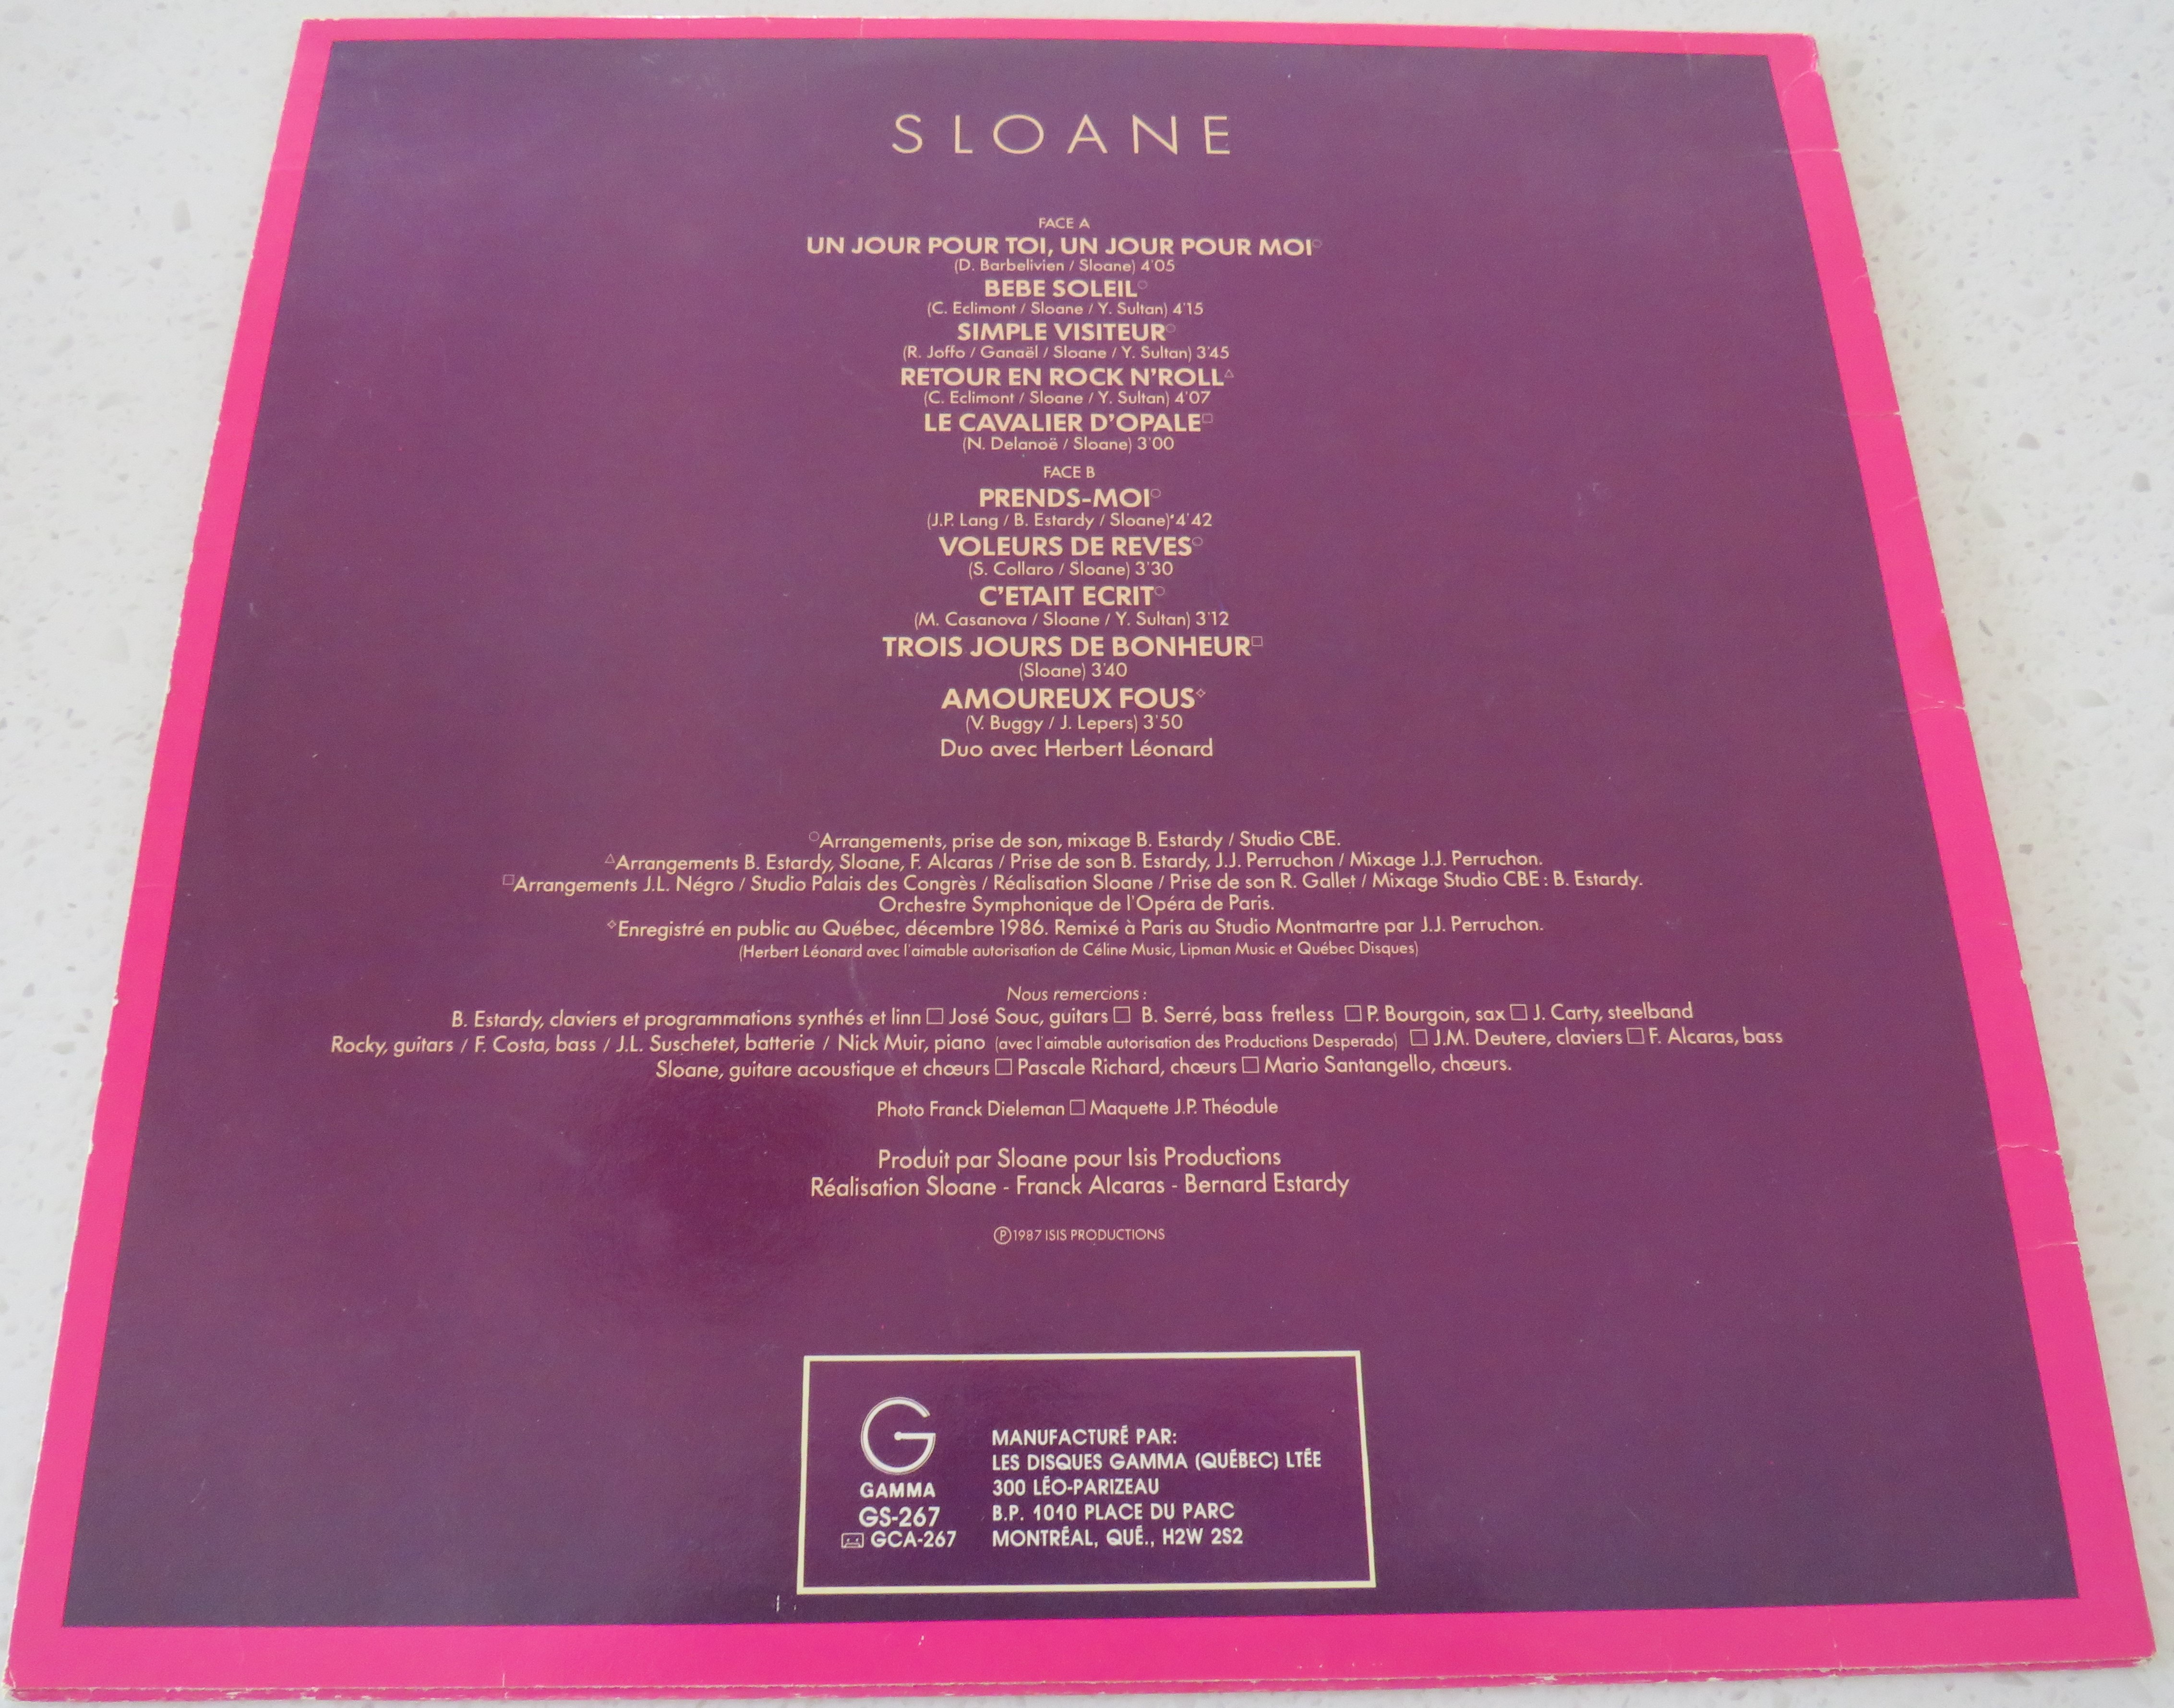 SLOANE
FACE A
UN JOUR POUR TOI, UN JOUR POUR MOI○
(D. Barbelivien / Sloane) 4'05
BEBE SOLEIL○
(C. Eclimont / Sloane / Y. Sultan) 4'15
SIMPLE VISITEUR○
(R. Joffo / Ganaël / Sloane / Y. Sultan) 3'45
RETOUR EN ROCK N'ROLL△
(C. Eclimont / Sloane / Y. Sultan) 4'07
LE CAVALIER D'OPALE□
(N. Delanoë / Sloane) 3'00
FACE B
PRENDS-MOI○
(J.P. Lang / B. Estardy / Sloane) 4'42
VOLEURS DE REVES○
(S. Collaro / Sloane) 3'30
C'ETAIT ECRIT○
(M. Casanova / Sloane / Y. Sultan) 3'12
TROIS JOURS DE BONHEUR□
(Sloane) 3'40
AMOUREUX FOUS◇
(V. Buggy / J. Lepers) 3'50
Duo avec Herbert Léonard
○Arrangements, prise de son, mixage B. Estardy / Studio CBE.
△Arrangements B. Estardy, Sloane, F. Alcaras / Prise de son B. Estardy, J.J. Perruchon / Mixage J.J. Perruchon.
□Arrangements J.L. Négro / Studio Palais des Congrès / Réalisation Sloane / Prise de son R. Gallet / Mixage Studio CBE : B. Estardy.
Orchestre Symphonique de l'Opéra de Paris.
◇Enregistré en public au Québec, décembre 1986. Remixé à Paris au Studio Montmartre par J.J. Perruchon.
(Herbert Léonard avec l'aimable autorisation de Céline Music, Lipman Music et Québec Disques)
Nous remercions :
B. Estardy, claviers et programmations synthés et linn □ José Souc, guitars □ B. Serré, bass fretless □ P. Bourgoin, sax □ J. Carty, steelband
Rocky, guitars / F. Costa, bass / J.L. Suschetet, batterie / Nick Muir, piano (avec l'aimable autorisation des Productions Desperado) □ J.M. Deutere, claviers □ F. Alcaras, bass
Sloane, guitare acoustique et chœurs □ Pascale Richard, chœurs □ Mario Santangello, chœurs.
Photo Franck Dieleman □ Maquette J.P. Théodule
Produit par Sloane pour Isis Productions
Réalisation Sloane - Franck Alcaras - Bernard Estardy
℗1987 ISIS PRODUCTIONS
G
GAMMA
GS-267
GCA-267
MANUFACTURÉ PAR:
LES DISQUES GAMMA (QUÉBEC) LTÉE
300 LÉO-PARIZEAU
B.P. 1010 PLACE DU PARC
MONTRÉAL, QUÉ., H2W 2S2